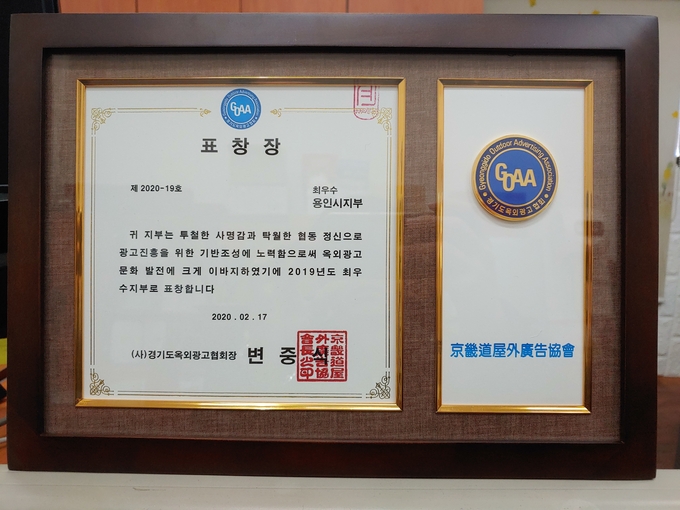 GOAA
표창장
제 2020-19호
최우수
용인시지부
귀 지부는 투철한 사명감과 탁월한 협동 정신으로
광고진흥을 위한 기반조성에 노력함으로써 옥외광고
문화 발전에 크게 이바지하였기에 2019년도 최우
수지부로 표창합니다
2020. 02. 17
(사)경기도옥외광고협회장 변 중 식
Gyeonggido Outdoor Advertising Association
GOAA
경기도옥외광고협회
京畿道屋外廣告協會